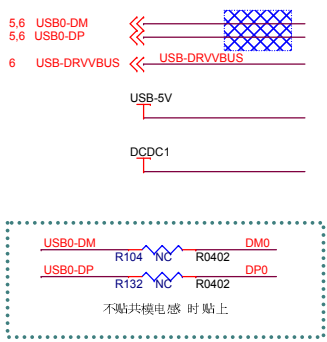 5,6 USB0-DM
5,6 USB0-DP
6 USB-DRVVBUS USB-DRVVBUS
USB-5V
DCDC1
USB0-DM DM0
R104 NC R0402
USB0-DP DP0
R132 NC R0402
不贴共模电感 时 贴上